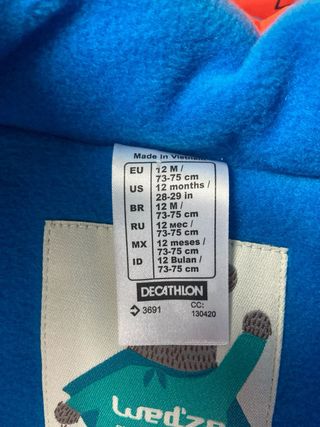 Made in Vietnam
EU 12 M / 73-75 cm
US 12 months / 28-29 in
BR 12 M / 73-75 cm
RU 12 мес / 73-75 cm
MX 12 meses / 73-75 cm
ID 12 Bulan / 73-75 cm
DECATHLON
3691
CC: 130420
azpam